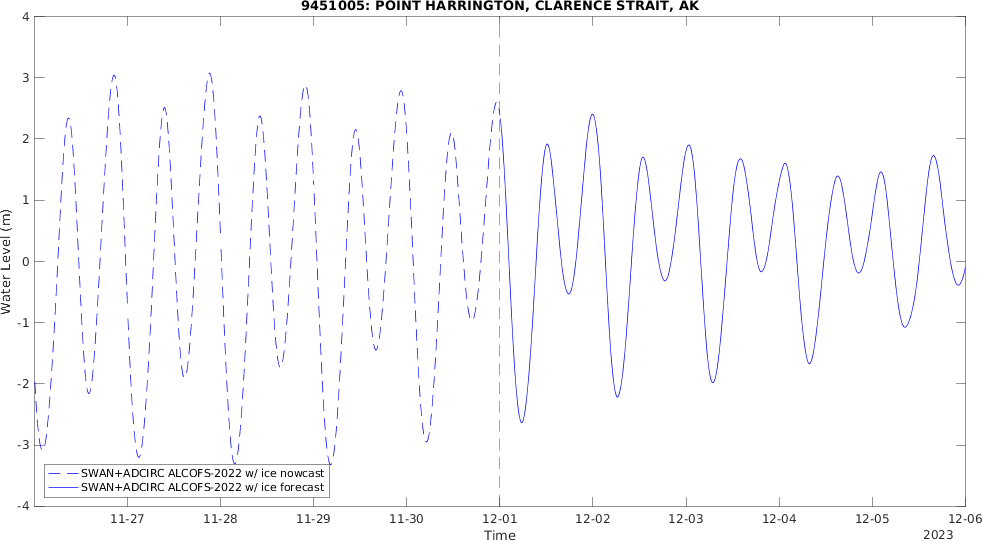 9451005: POINT HARRINGTON, CLARENCE STRAIT, AK
4
3
2
1
0
-1
-2
-3
-4
Water Level (m)
SWAN+ADCIRC ALCOFS-2022 w/ ice nowcast
SWAN+ADCIRC ALCOFS-2022 w/ ice forecast
11-27 11-28 11-29 11-30 12-01 12-02 12-03 12-04 12-05 12-06
Time
2023